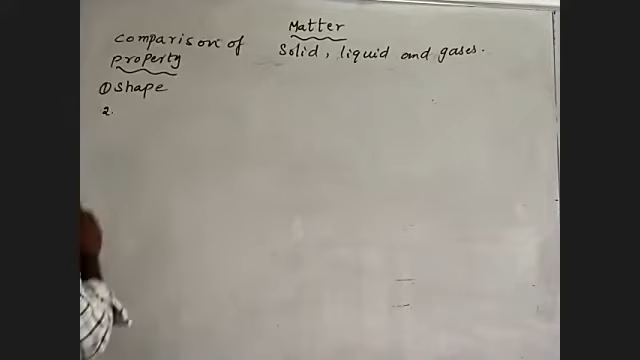 Matter
Comparison of Solid, liquid and gases.
property
① Shape
2.